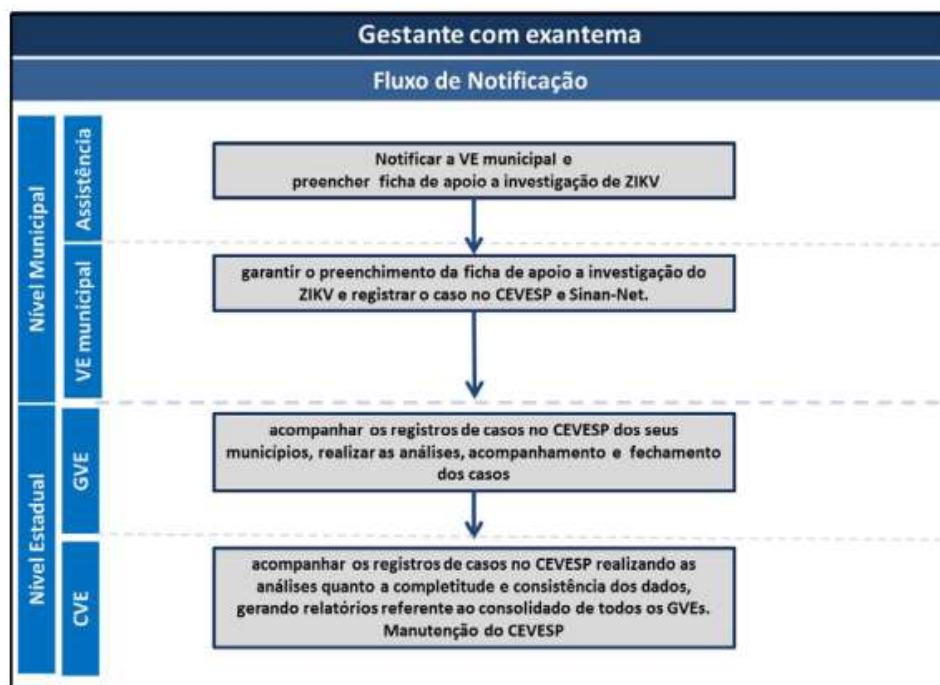 Gestante com exantema
Fluxo de Notificação
Nível Municipal
Assistência
Notificar a VE municipal e
preencher ficha de apoio a investigação de ZIKV
VE municipal
garantir o preenchimento da ficha de apoio a investigação do
ZIKV e registrar o caso no CEVESP e Sinan-Net.
Nível Estadual
GVE
acompanhar os registros de casos no CEVESP dos seus
municípios, realizar as análises, acompanhamento e fechamento
dos casos
CVE
acompanhar os registros de casos no CEVESP realizando as
análises quanto a completitude e consistência dos dados,
gerando relatórios referente ao consolidado de todos os GVEs.
Manutenção do CEVESP